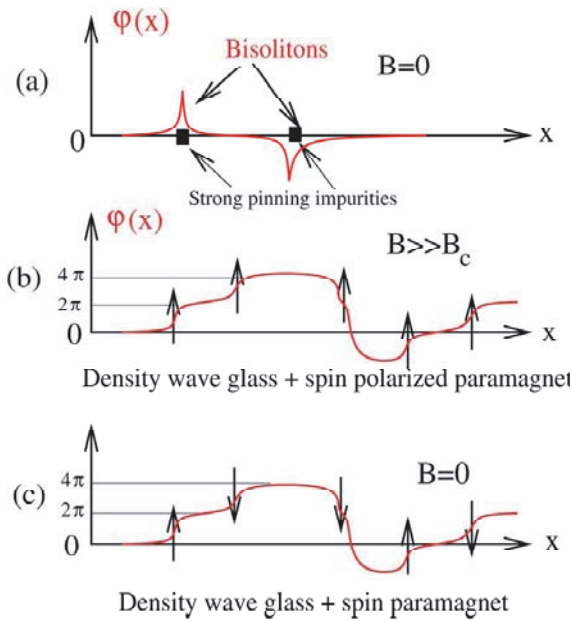 φ(x)
Bisolitons
B=0
(a)
0
x
Strong pinning impurities
φ(x)
B>>B_c
4π
(b)
2π
0
x
Density wave glass + spin polarized paramagnet
4π
B=0
(c)
2π
0
x
Density wave glass + spin paramagnet